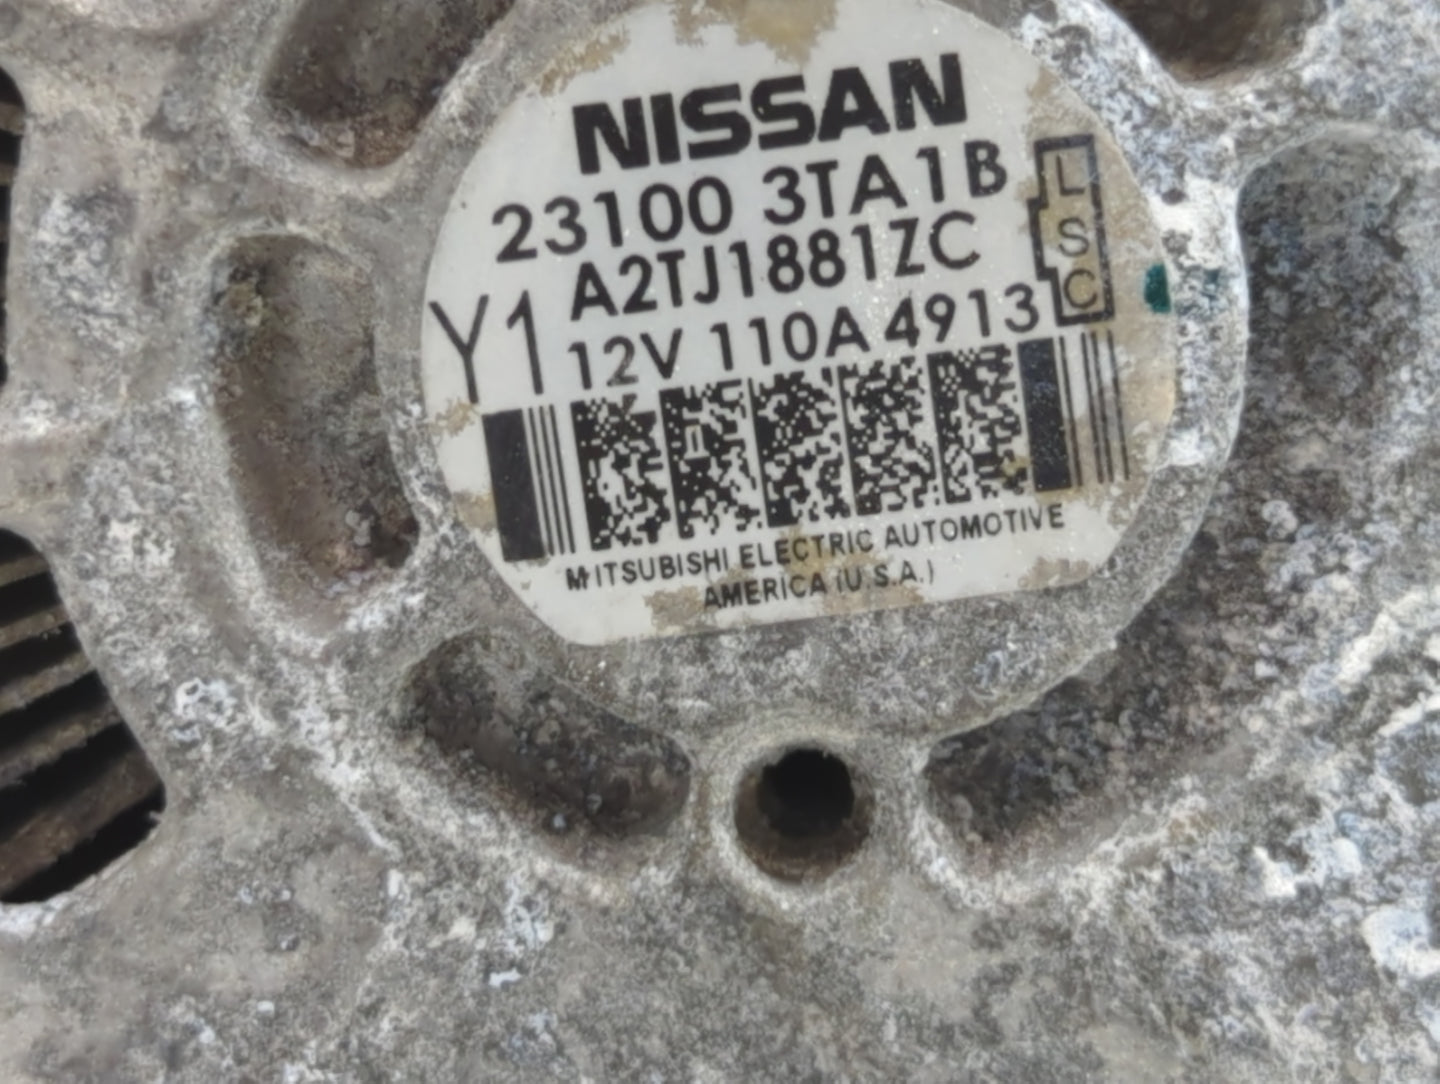 NISSAN
23100 3TA1B
A2TJ1881ZC
Y1
12V 110A 4913
L
S
C
MITSUBISHI ELECTRIC AUTOMOTIVE
AMERICA (U.S.A.)